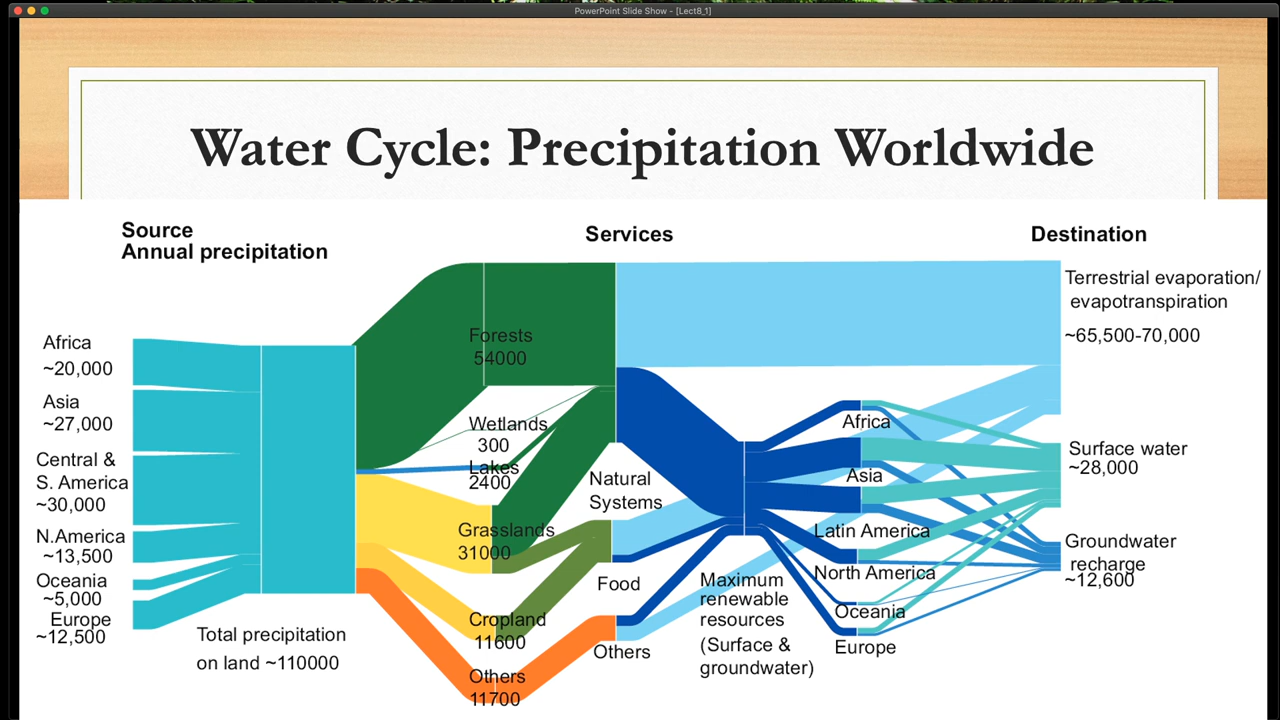 PowerPoint Slide Show - [Lect8_1]
Water Cycle: Precipitation Worldwide
Source
Annual precipitation
Services
Destination
Africa
~20,000
Asia
~27,000
Central &
S. America
~30,000
N.America
~13,500
Oceania
~5,000
Europe
~12,500
Total precipitation
on land ~110000
Forests
54000
Wetlands
300
Lakes
2400
Grasslands
31000
Cropland
11600
Others
11700
Natural
Systems
Food
Others
Maximum
renewable
resources
(Surface &
groundwater)
Africa
Asia
Latin America
North America
Oceania
Europe
Terrestrial evaporation/
evapotranspiration
~65,500-70,000
Surface water
~28,000
Groundwater
recharge
~12,600